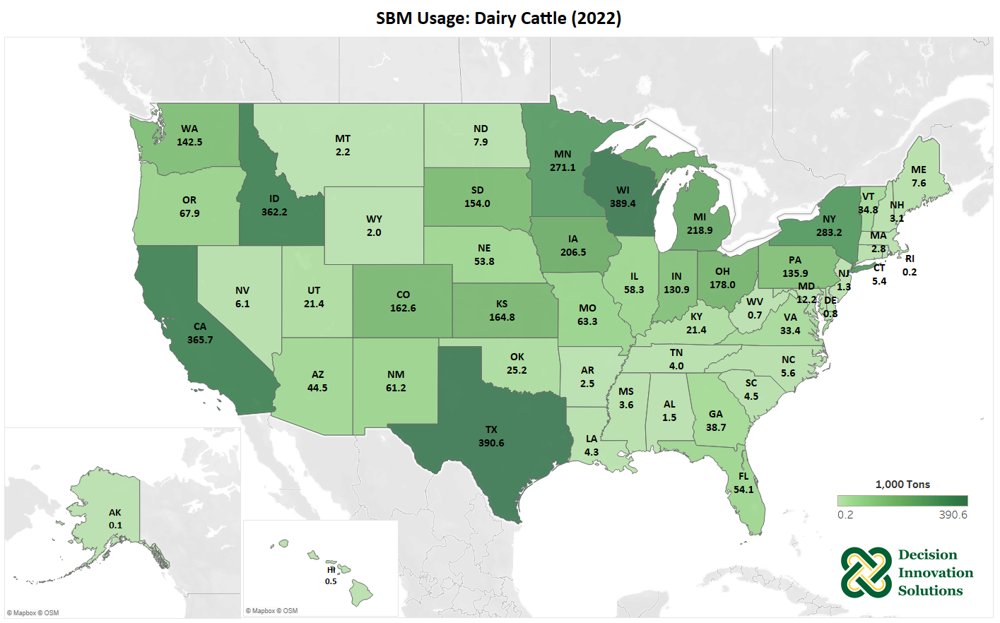 SBM Usage: Dairy Cattle (2022)
WA
142.5
MT
2.2
ND
7.9
MN
271.1
ME
7.6
OR
67.9
ID
362.2
WY
2.0
SD
154.0
WI
389.4
MI
218.9
NY
283.2
VT
34.8
NH
3.1
MA
2.8
RI
0.2
CT
5.4
NV
6.1
UT
21.4
CO
162.6
NE
53.8
IA
206.5
IL
58.3
IN
130.9
OH
178.0
PA
135.9
NJ
1.3
MD
12.2
DE
0.8
CA
365.7
KS
164.8
MO
63.3
KY
21.4
WV
0.7
VA
33.4
AZ
44.5
NM
61.2
OK
25.2
AR
2.5
TN
4.0
NC
5.6
SC
4.5
MS
3.6
AL
1.5
GA
38.7
TX
390.6
LA
4.3
FL
54.1
AK
0.1
HI
0.5
1,000 Tons
0.2 390.6
Decision
Innovation
Solutions
© Mapbox © OSM
© Mapbox © OSM